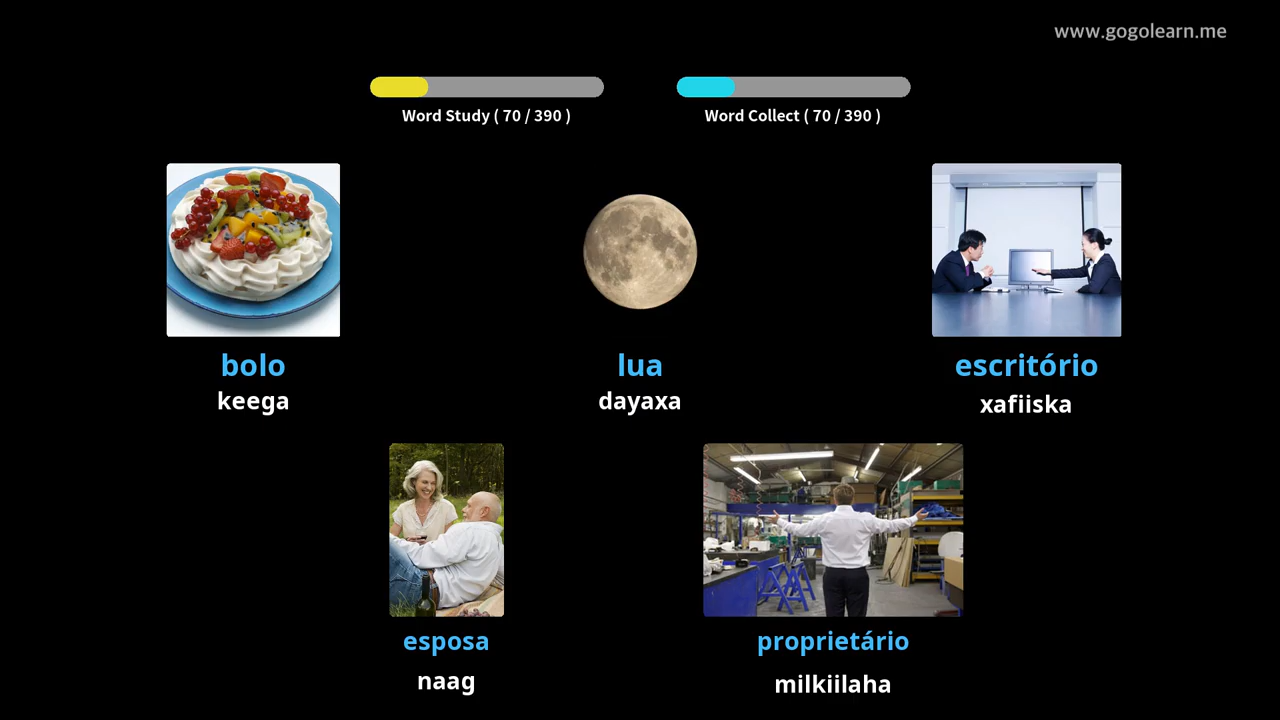 www.gogolearn.me
Word Study ( 70 / 390 )
Word Collect ( 70 / 390 )
bolo
keega
lua
dayaxa
escritório
xafiiska
esposa
naag
proprietário
milkiilaha